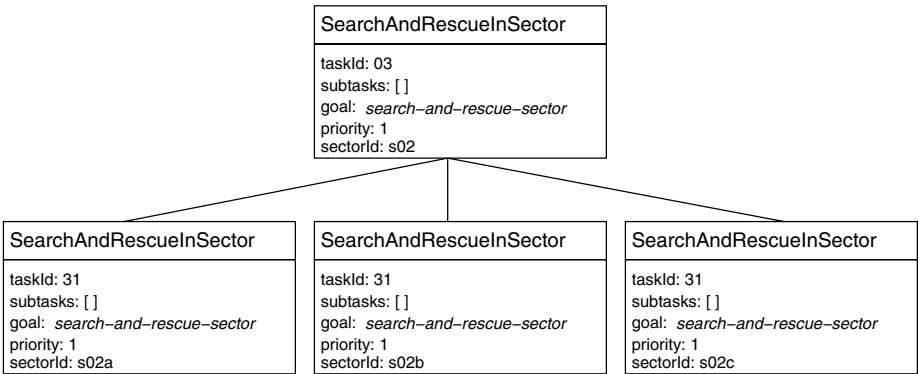 SearchAndRescueInSector
taskId: 03
subtasks: [ ]
goal: search−and−rescue−sector
priority: 1
sectorId: s02
SearchAndRescueInSector
taskId: 31
subtasks: [ ]
goal: search−and−rescue−sector
priority: 1
sectorId: s02a
SearchAndRescueInSector
taskId: 31
subtasks: [ ]
goal: search−and−rescue−sector
priority: 1
sectorId: s02b
SearchAndRescueInSector
taskId: 31
subtasks: [ ]
goal: search−and−rescue−sector
priority: 1
sectorId: s02c